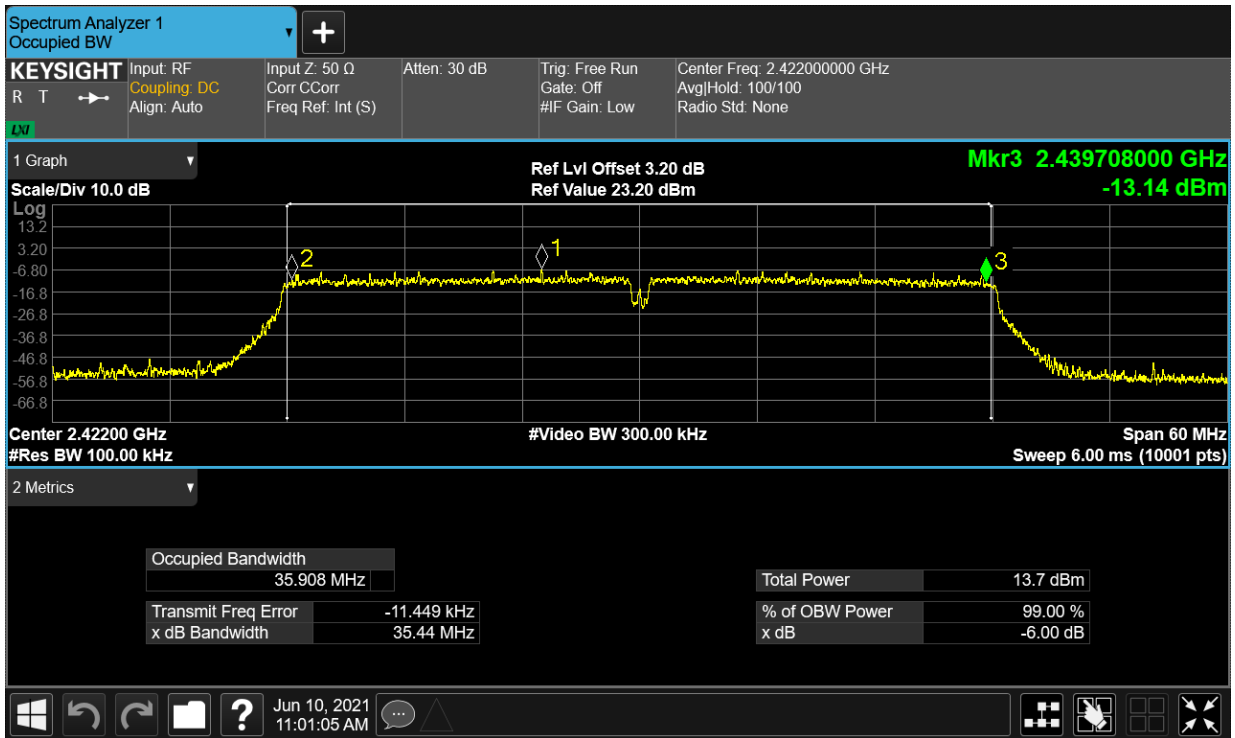 Spectrum Analyzer 1
Occupied BW
+
KEYSIGHT
R T
LXI
Input: RF
Coupling: DC
Align: Auto
Input Z: 50 Ω
Corr CCorr
Freq Ref: Int (S)
Atten: 30 dB
Trig: Free Run
Gate: Off
#IF Gain: Low
Center Freq: 2.422000000 GHz
Avg|Hold: 100/100
Radio Std: None
1 Graph
Scale/Div 10.0 dB
Ref Lvl Offset 3.20 dB
Ref Value 23.20 dBm
Mkr3 2.439708000 GHz
-13.14 dBm
Log
13.2
3.20
-6.80
-16.8
-26.8
-36.8
-46.8
-56.8
-66.8
2
1
3
Center 2.42200 GHz
#Res BW 100.00 kHz
#Video BW 300.00 kHz
Span 60 MHz
Sweep 6.00 ms (10001 pts)
2 Metrics
Occupied Bandwidth
35.908 MHz
Transmit Freq Error -11.449 kHz
x dB Bandwidth 35.44 MHz
Total Power 13.7 dBm
% of OBW Power 99.00 %
x dB -6.00 dB
?
Jun 10, 2021
11:01:05 AM